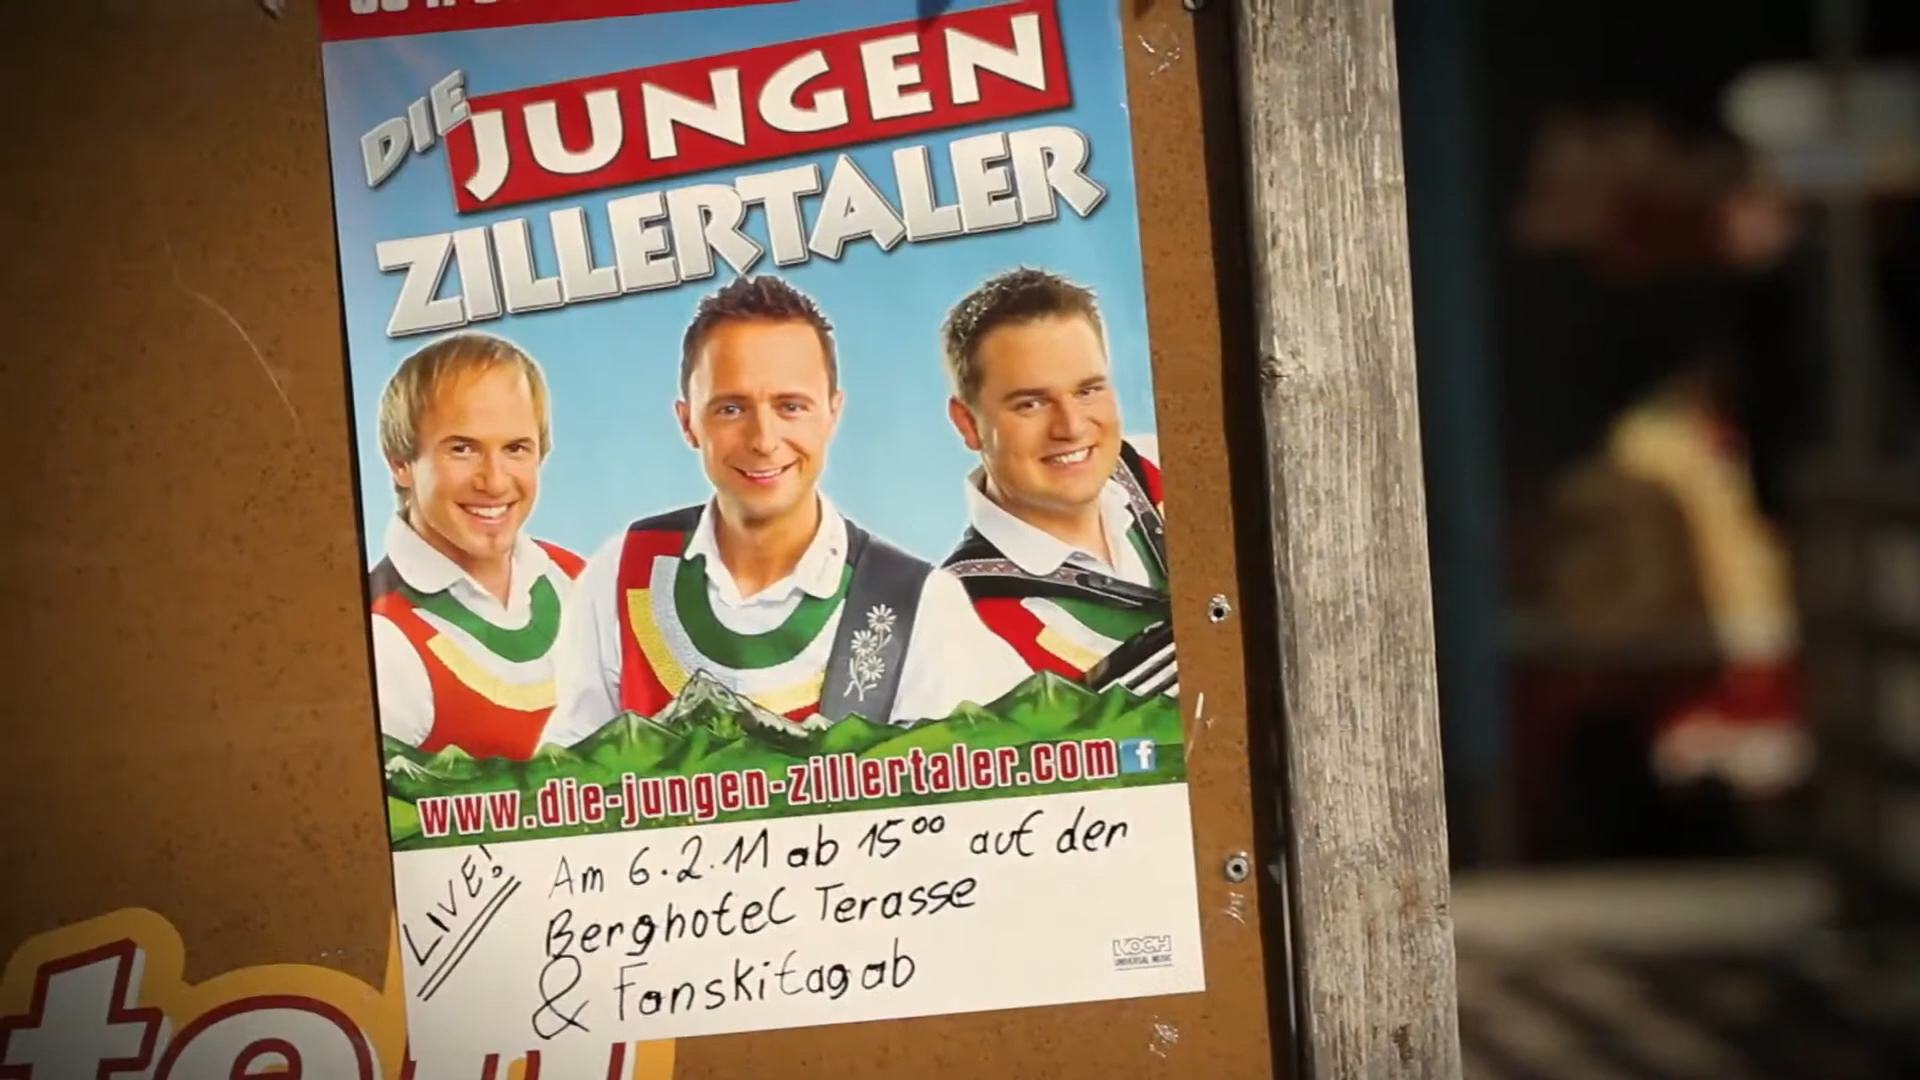 DIE JUNGEN
ZILLERTALER
www.die-jungen-zillertaler.com f
LIVE!
Am 6.2.11 ab 15⁰⁰ auf den
Berghotel Terasse
& Fanskitag ab
KOCH
UNIVERSAL MUSIC